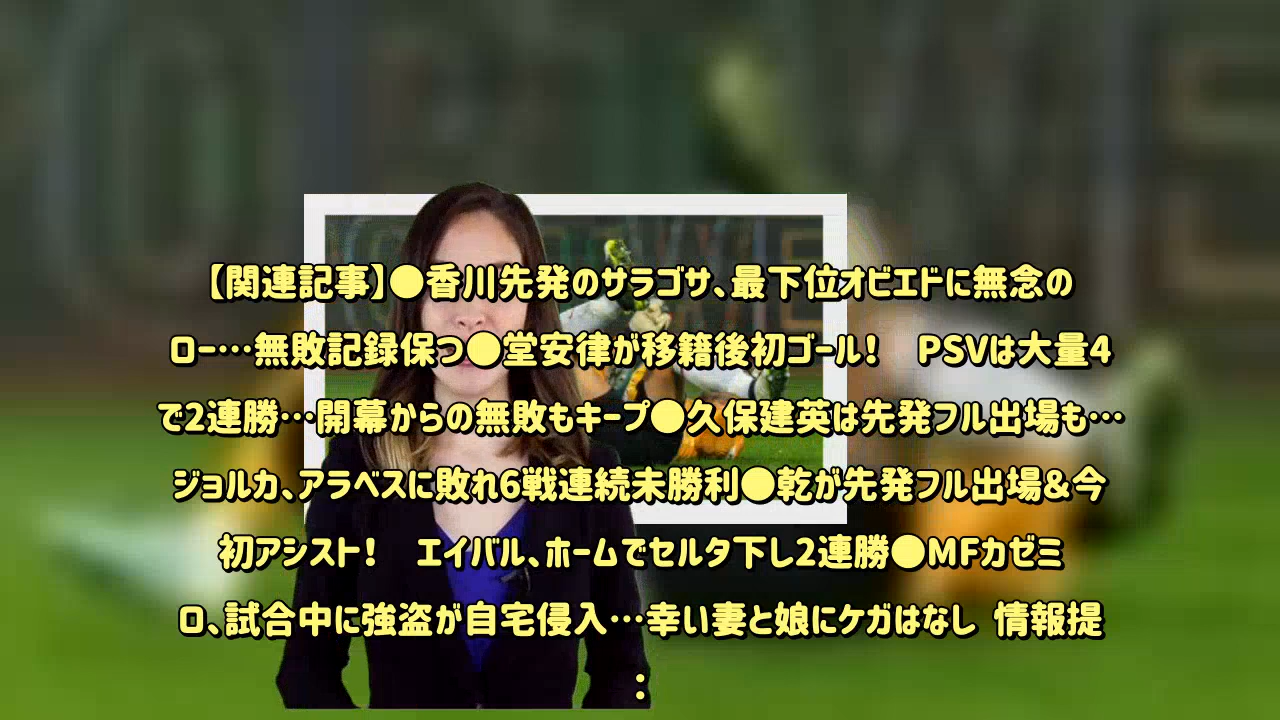 【関連記事】●香川先発のサラゴサ、最下位オビエドに無念の
ロー…無敗記録保つ●堂安律が移籍後初ゴール！　PSVは大量4
で2連勝…開幕からの無敗もキープ●久保建英は先発フル出場も…
ジョルカ、アラベスに敗れ6戦連続未勝利●乾が先発フル出場&今
初アシスト！　エイバル、ホームでセルタ下し2連勝●MFカゼミ
ロ、試合中に強盗が自宅侵入…幸い妻と娘にケガはなし 情報提
：